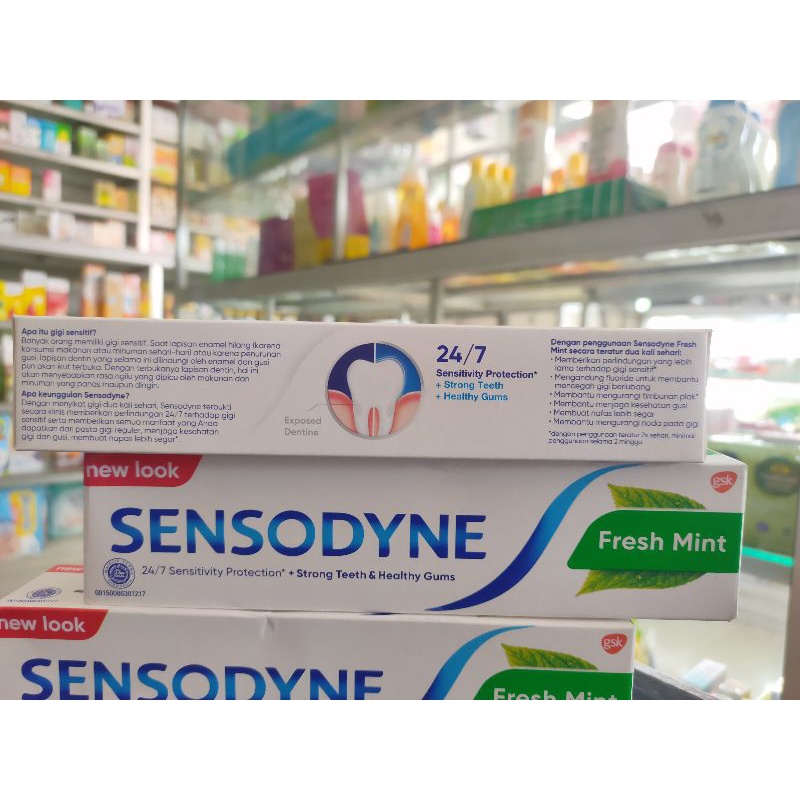 Apa itu gigi sensitif?
Banyak orang memiliki gigi sensitif. Saat lapisan enamel hilang (karena
konsumsi makanan atau minuman sehari-hari) atau karena penurunan
gusi, lapisan dentin yang selama ini dilindungi oleh enamel dan gusi
pun akan ikut terbuka. Dengan terbukanya lapisan dentin, hal ini
akan menyebabkan rasa ngilu yang dipicu oleh makanan dan
minuman yang panas maupun dingin.
Apa keunggulan Sensodyne?
Dengan menyikat gigi dua kali sehari, Sensodyne terbukti
secara klinis memberikan perlindungan 24/7 terhadap gigi
sensitif serta memberikan semua manfaat yang Anda
dapatkan dari pasta gigi reguler, menjaga kesehatan
gigi dan gusi, membuat nafas lebih segar*.
Exposed
Dentine
24/7
Sensitivity Protection*
+ Strong Teeth
+ Healthy Gums
Dengan penggunaan Sensodyne Fresh
Mint secara teratur dua kali sehari:
• Memberikan perlindungan yang lebih
lama terhadap gigi sensitif*
• Mengandung fluoride untuk membantu
mencegah gigi berlubang
• Membantu mengurangi timbunan plak*
• Membantu menjaga kesehatan gusi
• Membuat nafas lebih segar
• Membantu mengurangi noda pada gigi
*dengan penggunaan teratur 2x sehari, minimal
penggunaan selama 2 minggu
new look
gsk
SENSODYNE
Fresh Mint
24/7 Sensitivity Protection* + Strong Teeth & Healthy Gums
00150086301217
new
new look
gsk
SENSODYNE
Fresh Mint